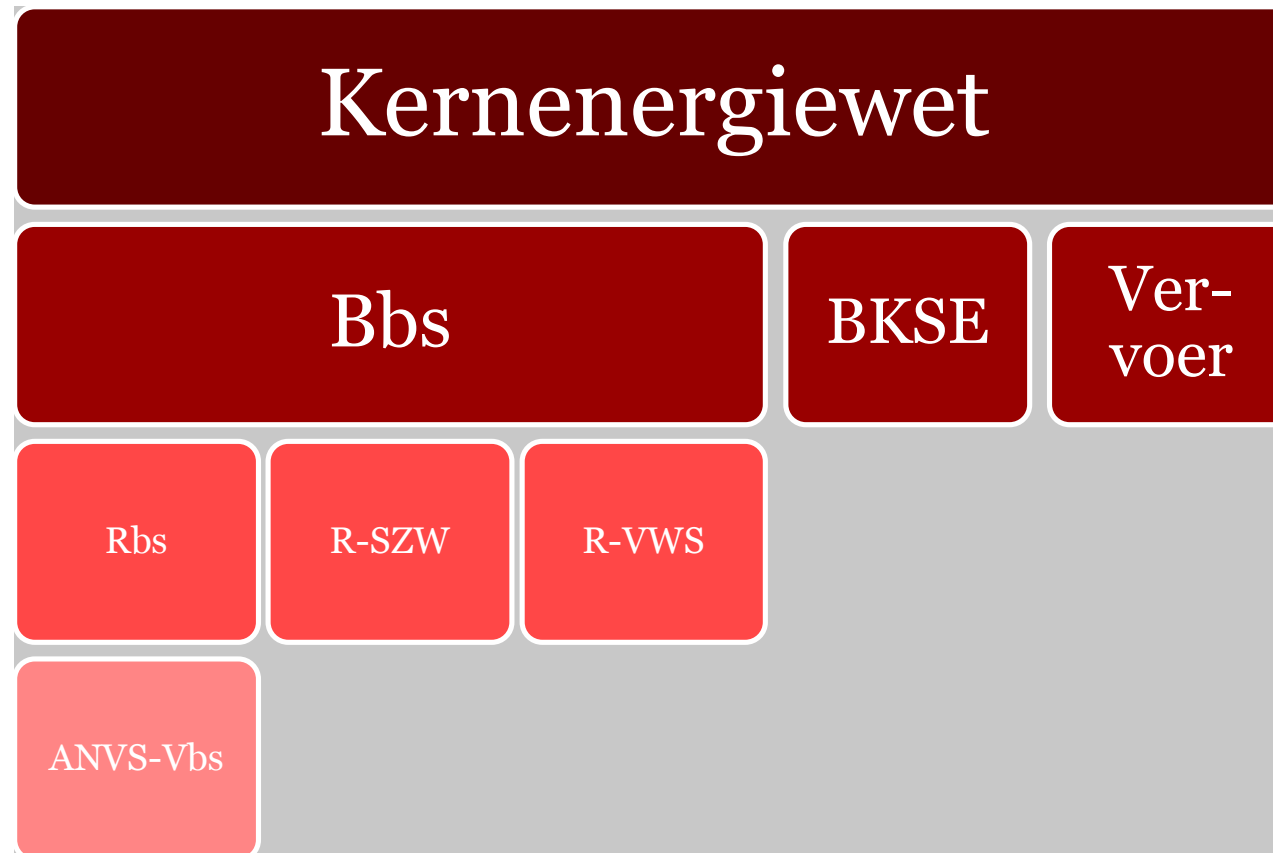 Kernenergiewet
Bbs
BKSE
Ver-
voer
Rbs
R-SZW
R-VWS
ANVS-Vbs